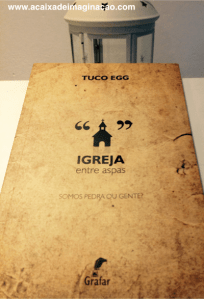 www.acaixadeimaginacao.com
TUCO EGG
“ ”
IGREJA
entre aspas
SOMOS PEDRA OU GENTE?
Grafar